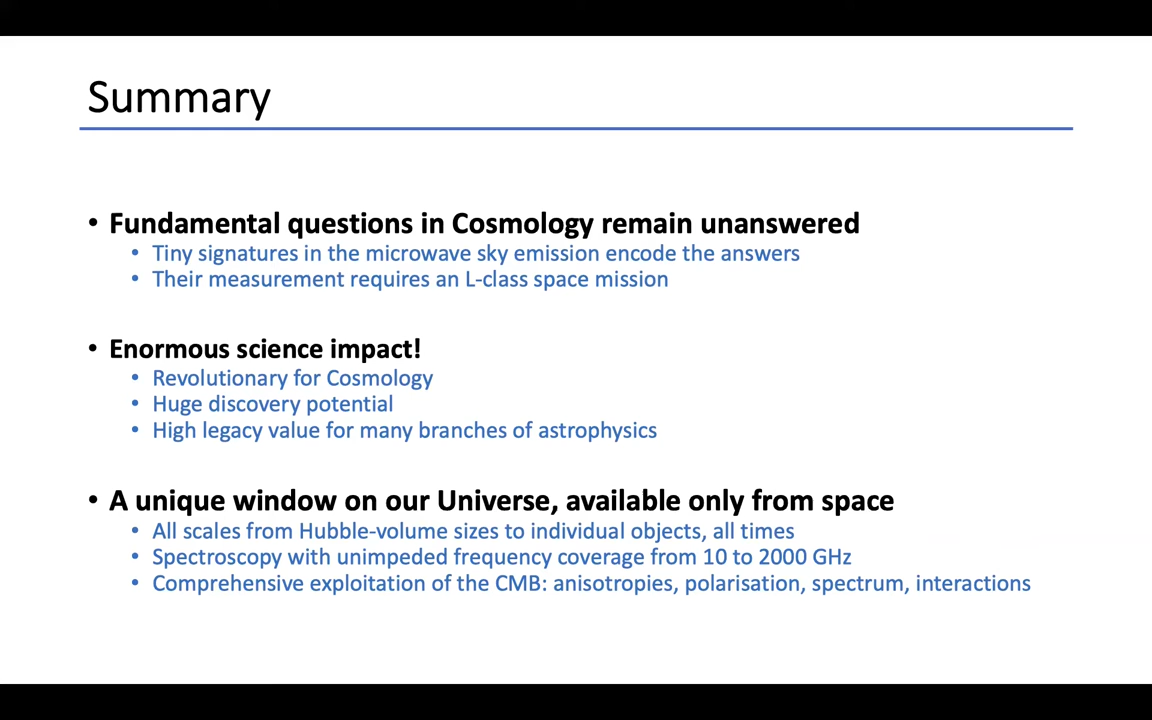 Summary
• Fundamental questions in Cosmology remain unanswered
• Tiny signatures in the microwave sky emission encode the answers
• Their measurement requires an L-class space mission
• Enormous science impact!
• Revolutionary for Cosmology
• Huge discovery potential
• High legacy value for many branches of astrophysics
• A unique window on our Universe, available only from space
• All scales from Hubble-volume sizes to individual objects, all times
• Spectroscopy with unimpeded frequency coverage from 10 to 2000 GHz
• Comprehensive exploitation of the CMB: anisotropies, polarisation, spectrum, interactions